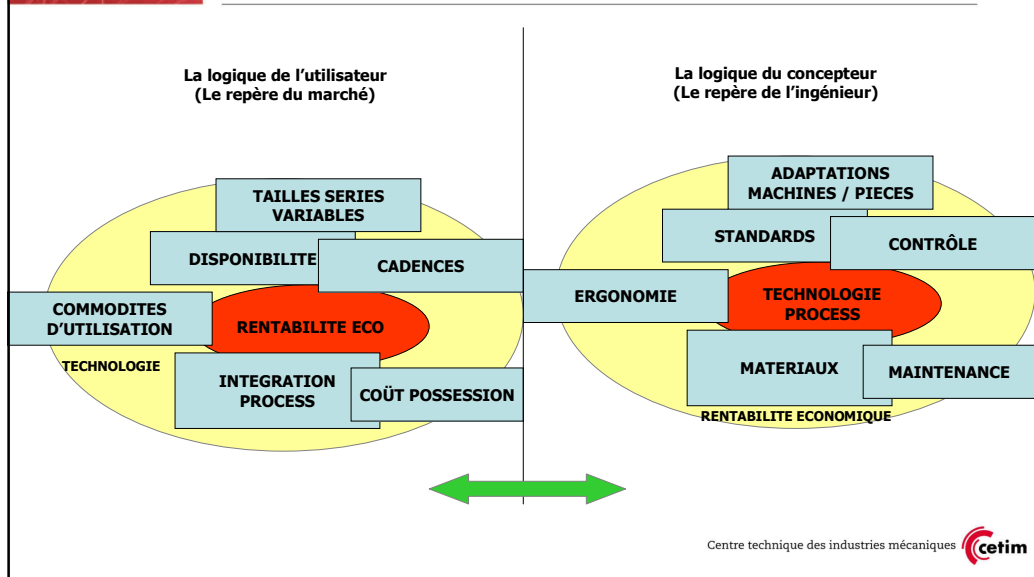 La logique de l'utilisateur
(Le repère du marché)
TAILLES SERIES
VARIABLES
DISPONIBILITE
CADENCES
COMMODITES
D'UTILISATION
RENTABILITE ECO
TECHNOLOGIE
INTEGRATION
PROCESS
COÜT POSSESSION
La logique du concepteur
(Le repère de l'ingénieur)
ADAPTATIONS
MACHINES / PIECES
STANDARDS
CONTRÔLE
ERGONOMIE
TECHNOLOGIE
PROCESS
MATERIAUX
MAINTENANCE
RENTABILITE ECONOMIQUE
Centre technique des industries mécaniques
cetim